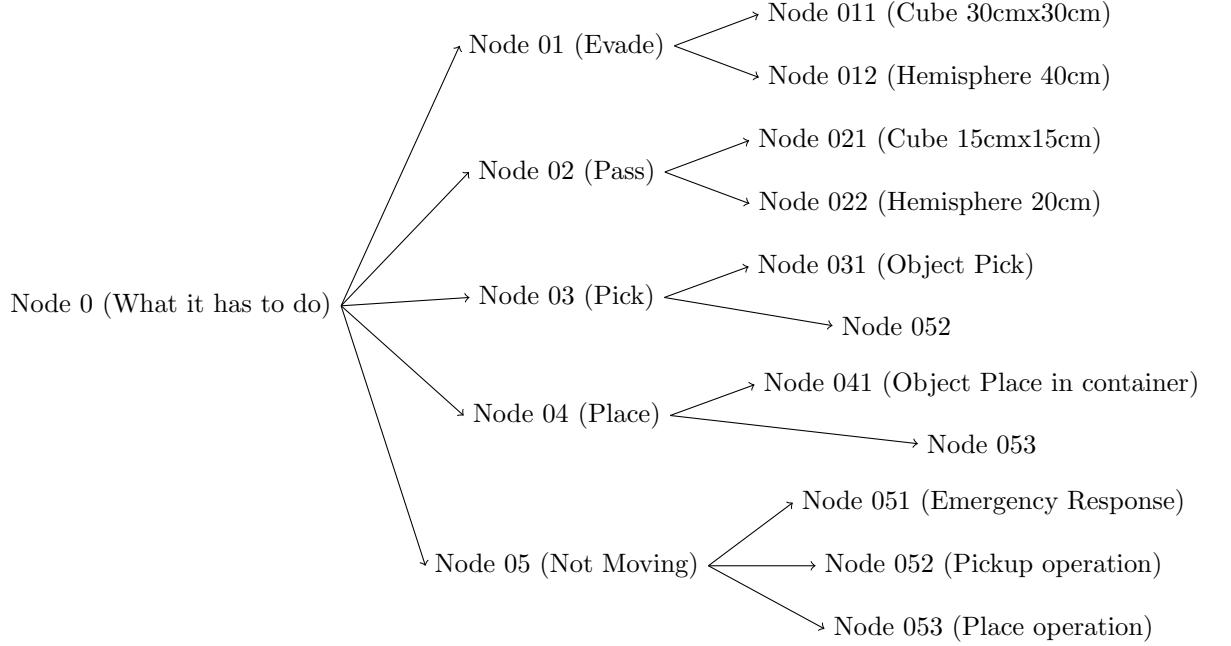 Node 0 (What it has to do)
Node 01 (Evade)
Node 011 (Cube 30cmx30cm)
Node 012 (Hemisphere 40cm)
Node 02 (Pass)
Node 021 (Cube 15cmx15cm)
Node 022 (Hemisphere 20cm)
Node 03 (Pick)
Node 031 (Object Pick)
Node 052
Node 04 (Place)
Node 041 (Object Place in container)
Node 053
Node 05 (Not Moving)
Node 051 (Emergency Response)
Node 052 (Pickup operation)
Node 053 (Place operation)